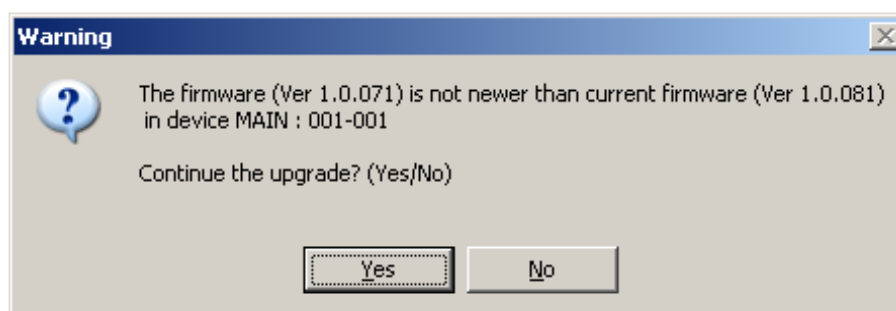 Warning
The firmware (Ver 1.0.071) is not newer than current firmware (Ver 1.0.081)
in device MAIN : 001-001
Continue the upgrade? (Yes/No)
Yes
No